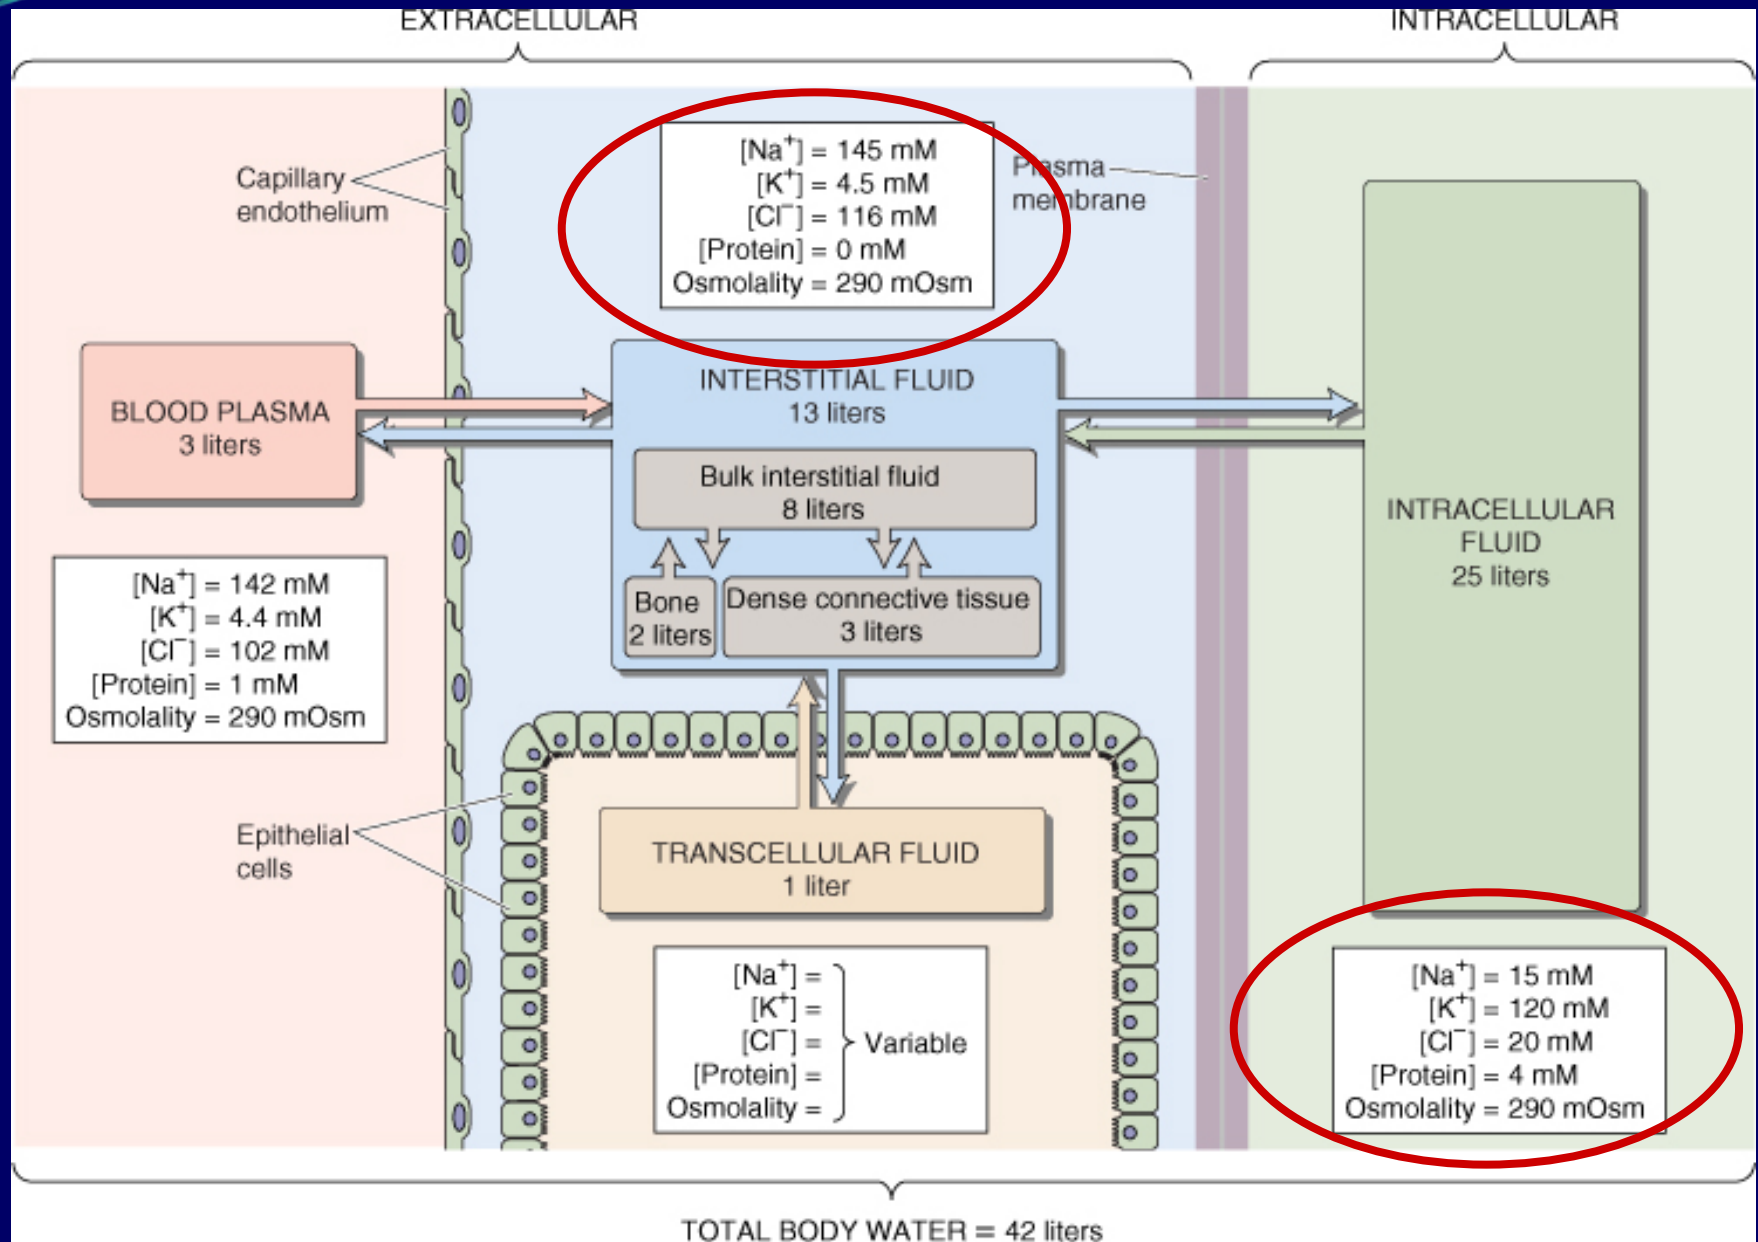 EXTRACELLULAR
INTRACELLULAR
Capillary
endothelium
[Na⁺] = 145 mM
[K⁺] = 4.5 mM
[Cl⁻] = 116 mM
[Protein] = 0 mM
Osmolality = 290 mOsm
Plasma
membrane
BLOOD PLASMA
3 liters
INTERSTITIAL FLUID
13 liters
Bulk interstitial fluid
8 liters
Bone
2 liters
Dense connective tissue
3 liters
INTRACELLULAR
FLUID
25 liters
[Na⁺] = 142 mM
[K⁺] = 4.4 mM
[Cl⁻] = 102 mM
[Protein] = 1 mM
Osmolality = 290 mOsm
Epithelial
cells
TRANSCELLULAR FLUID
1 liter
[Na⁺] =
[K⁺] =
[Cl⁻] =
[Protein] =
Osmolality =
Variable
[Na⁺] = 15 mM
[K⁺] = 120 mM
[Cl⁻] = 20 mM
[Protein] = 4 mM
Osmolality = 290 mOsm
TOTAL BODY WATER = 42 liters